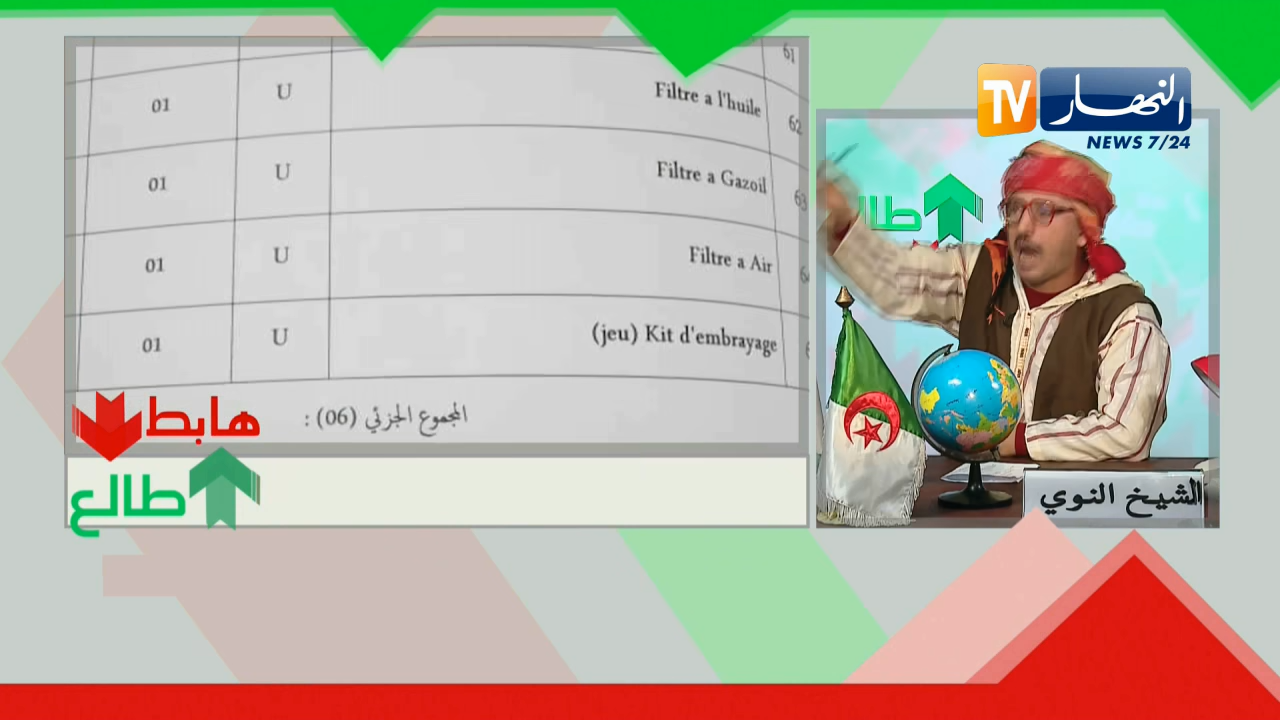 61
01 U Filtre a l'huile 62
01 U Filtre a Gazoil 63
01 U Filtre a Air
01 U (jeu) Kit d'embrayage
المجموع الجزئي (06) :
هابط
طالع
TV النهار
NEWS 7/24
الشيخ النوي